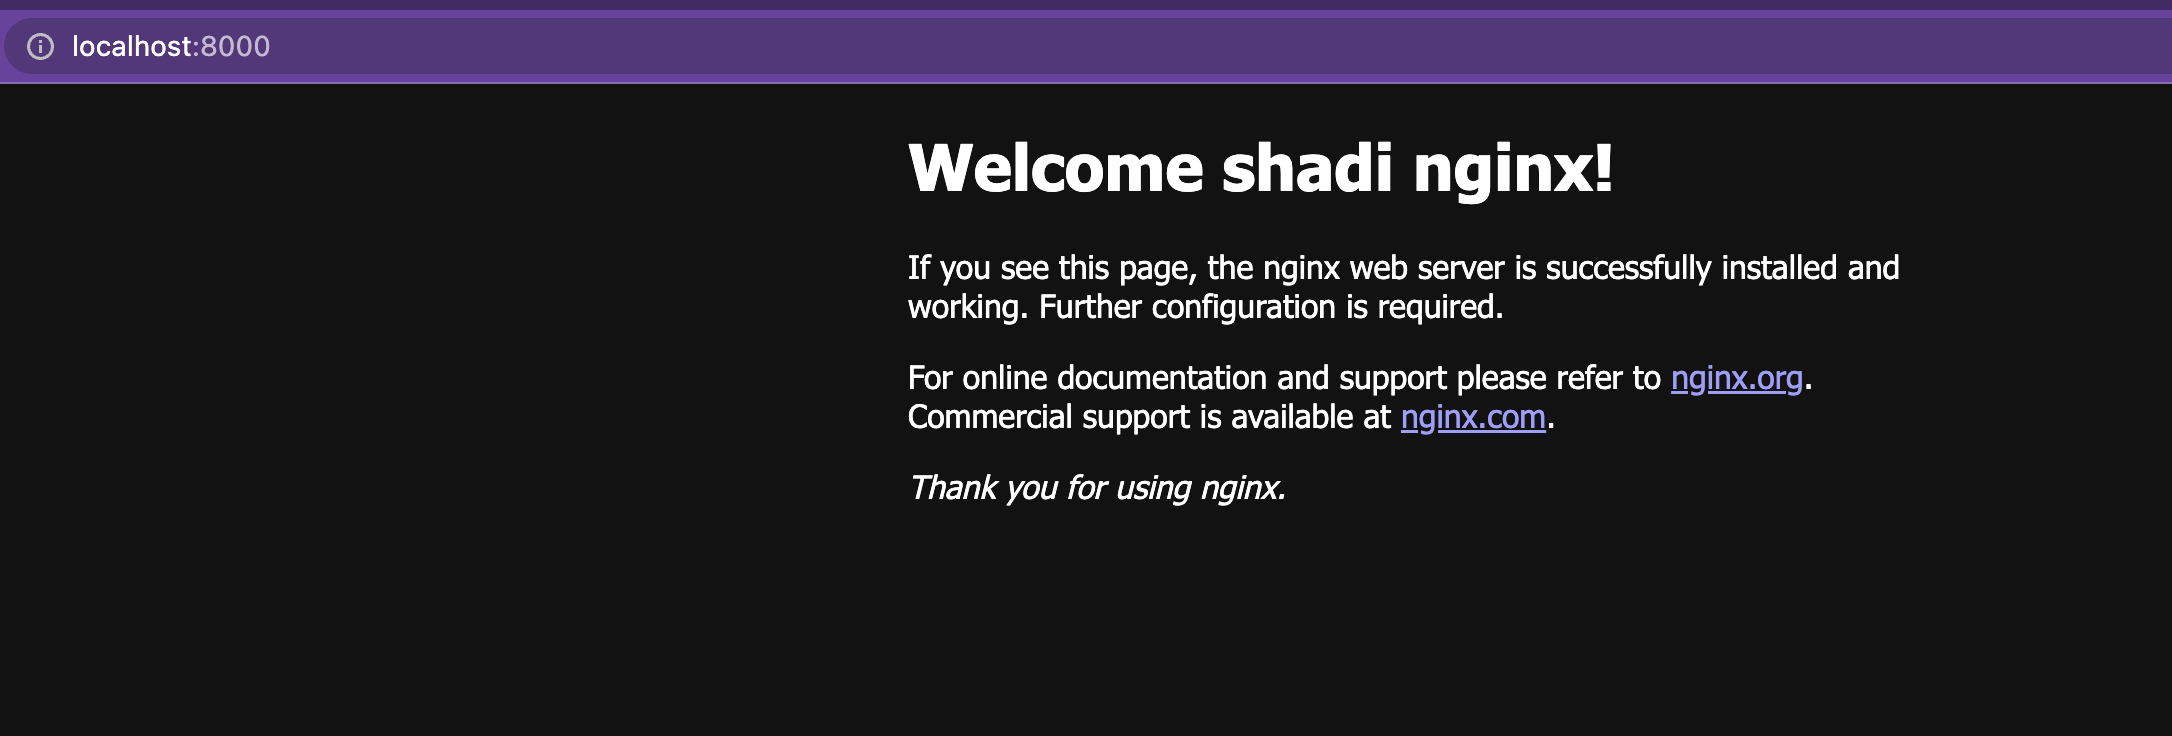 localhost:8000
Welcome shadi nginx!
If you see this page, the nginx web server is successfully installed and
working. Further configuration is required.
For online documentation and support please refer to nginx.org.
Commercial support is available at nginx.com.
Thank you for using nginx.